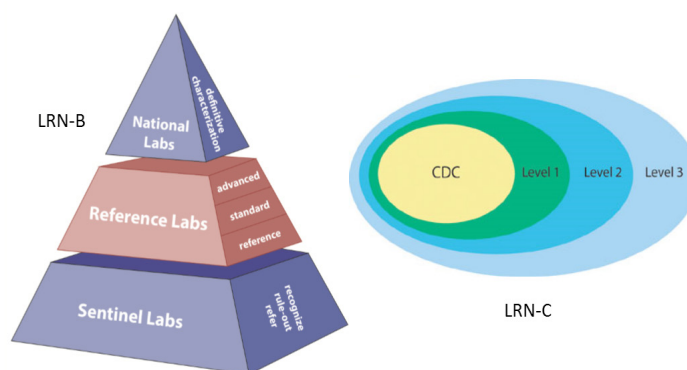 LRN-B
National
Labs
definitive
characterization
Reference Labs
advanced
standard
reference
Sentinel Labs
recognize
rule-out
refer
CDC
Level 1
Level 2
Level 3
LRN-C